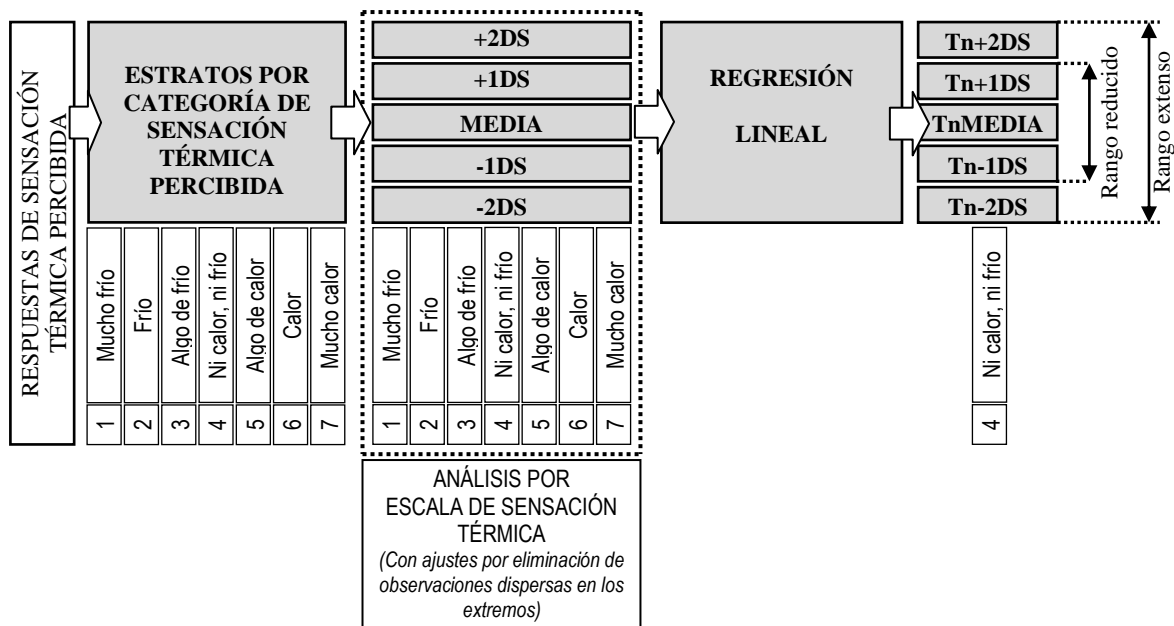 RESPUESTAS DE SENSACIÓN
TÉRMICA PERCIBIDA
ESTRATOS POR
CATEGORÍA DE
SENSACIÓN
TÉRMICA
PERCIBIDA
Mucho frío
Frío
Algo de frío
Ni calor, ni frío
Algo de calor
Calor
Mucho calor
1
2
3
4
5
6
7
+2DS
+1DS
MEDIA
-1DS
-2DS
Mucho frío
Frío
Algo de frío
Ni calor, ni frío
Algo de calor
Calor
Mucho calor
1
2
3
4
5
6
7
ANÁLISIS POR
ESCALA DE SENSACIÓN
TÉRMICA
(Con ajustes por eliminación de
observaciones dispersas en los
extremos)
REGRESIÓN
LINEAL
Tn+2DS
Tn+1DS
TnMEDIA
Tn-1DS
Tn-2DS
Ni calor, ni frío
4
Rango reducido
Rango extenso